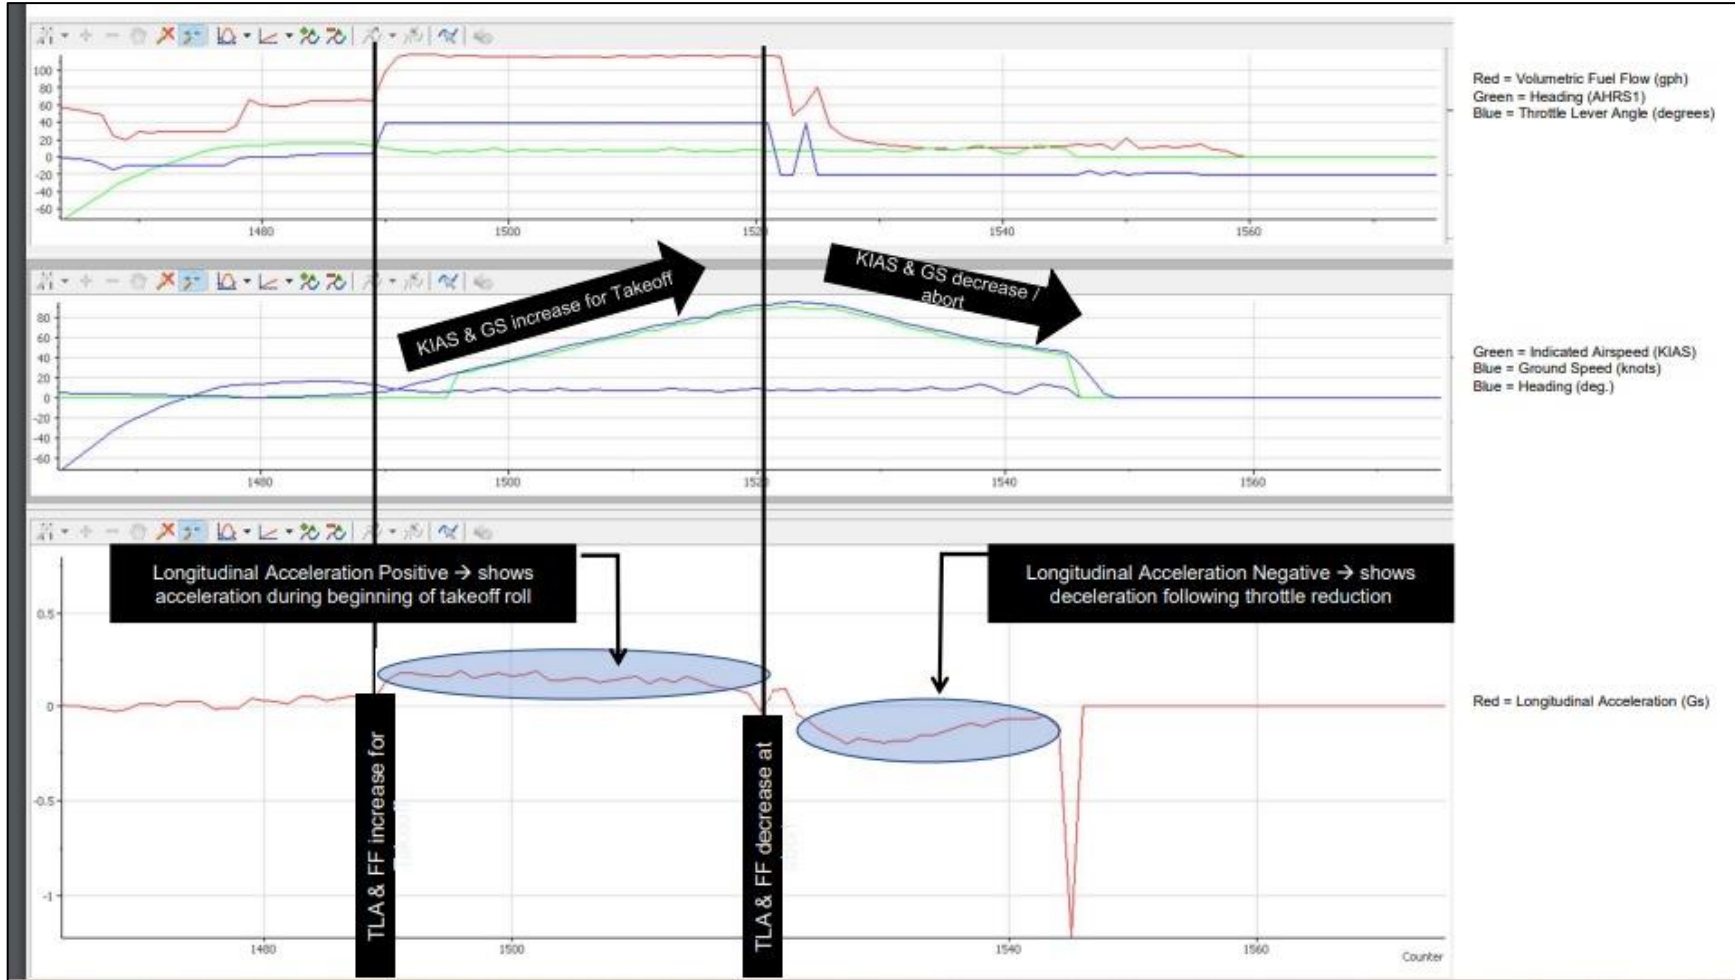 100
80
60
40
20
0
-20
-40
-60
1480
1500
1520
1540
1560
Red = Volumetric Fuel Flow (gph)
Green = Heading (AHRS1)
Blue = Throttle Lever Angle (degrees)
KIAS & GS increase for Takeoff
KIAS & GS decrease /
abort
80
60
40
20
0
-20
-40
-60
1480
1500
1520
1540
1560
Green = Indicated Airspeed (KIAS)
Blue = Ground Speed (knots)
Blue = Heading (deg.)
Longitudinal Acceleration Positive → shows
acceleration during beginning of takeoff roll
Longitudinal Acceleration Negative → shows
deceleration following throttle reduction
0.5
0
-0.5
-1
TLA & FF increase for
TLA & FF decrease at
1480
1500
1540
1560
Counter
Red = Longitudinal Acceleration (Gs)